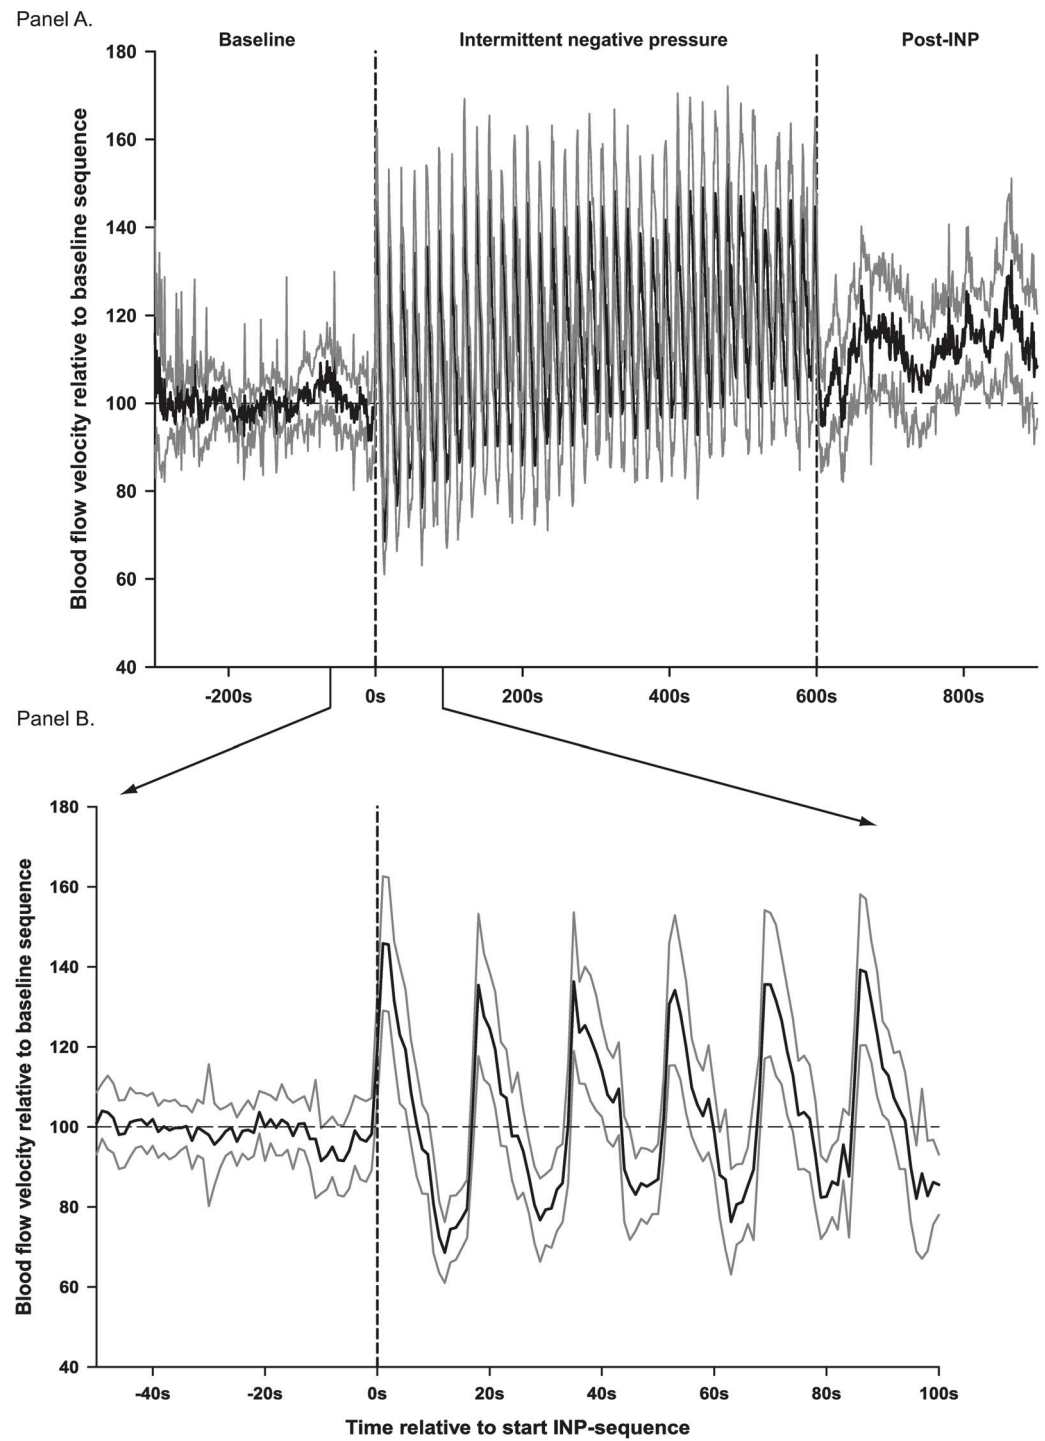 Panel A.
Baseline
Intermittent negative pressure
Post-INP
Blood flow velocity relative to baseline sequence
180
160
140
120
100
80
60
40
-200s
0s
200s
400s
600s
800s
Panel B.
Blood flow velocity relative to baseline sequence
180
160
140
120
100
80
60
40
-40s
-20s
0s
20s
40s
60s
80s
100s
Time relative to start INP-sequence